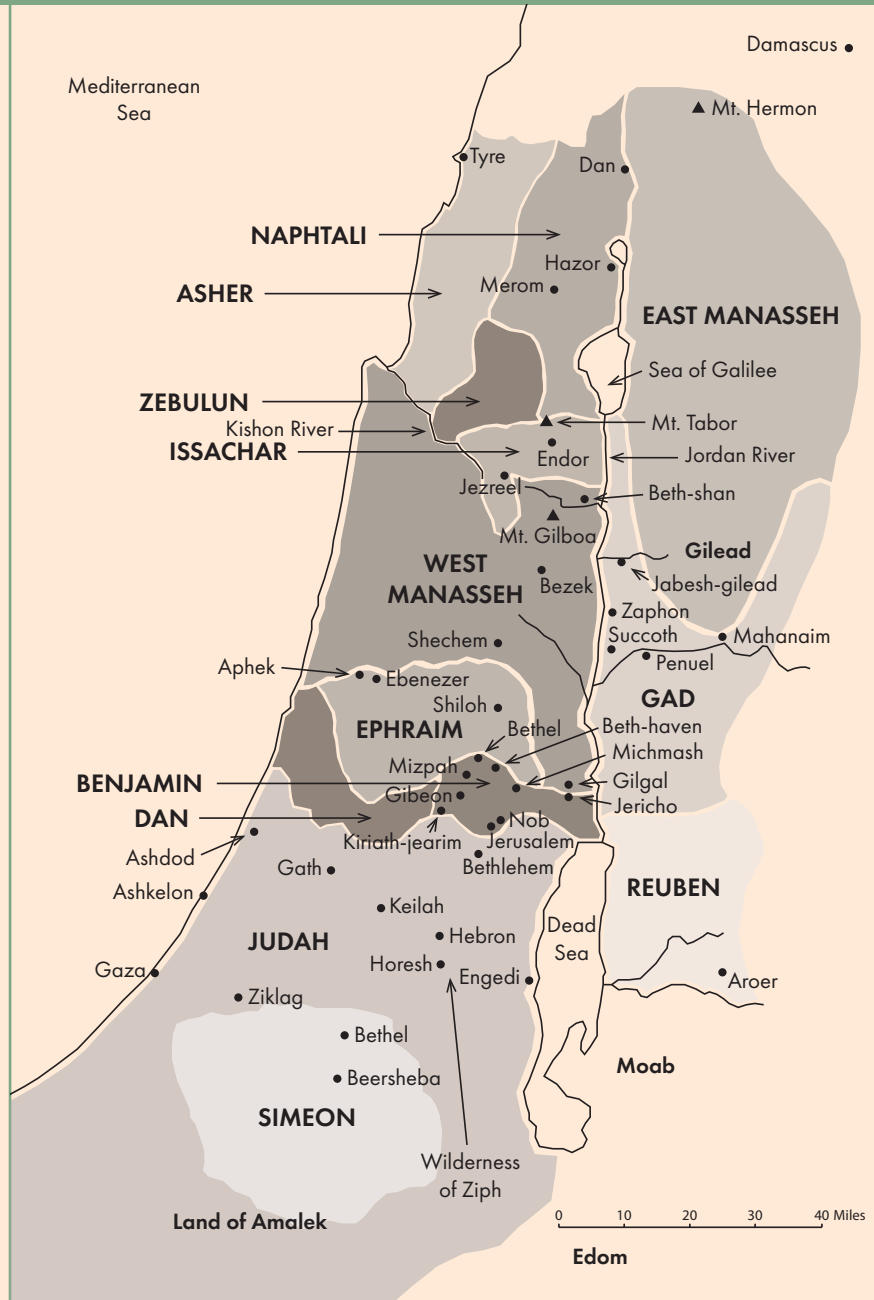 Damascus
Mediterranean
Sea
Mt. Hermon
Tyre
Dan
NAPHTALI
Hazor
Merom
ASHER
EAST MANASSEH
Sea of Galilee
ZEBULUN
Mt. Tabor
Kishon River
ISSACHAR
Endor
Jordan River
Jezreel
Beth-shan
Mt. Gilboa
Gilead
WEST
MANASSEH
Bezek
Jabesh-gilead
Zaphon
Succoth
Mahanaim
Shechem
Penuel
Aphek
Ebenezer
GAD
Shiloh
EPHRAIM
Bethel
Beth-haven
Michmash
Mizpah
BENJAMIN
Gilgal
Gibeon
Jericho
DAN
Nob
Kiriath-jearim
Jerusalem
Ashdod
Gath
Bethlehem
Ashkelon
REUBEN
Keilah
JUDAH
Hebron
Dead
Sea
Horesh
Gaza
Engedi
Aroer
Ziklag
Bethel
Moab
Beersheba
SIMEON
Wilderness
of Ziph
Land of Amalek
0 10 20 30 40 Miles
Edom